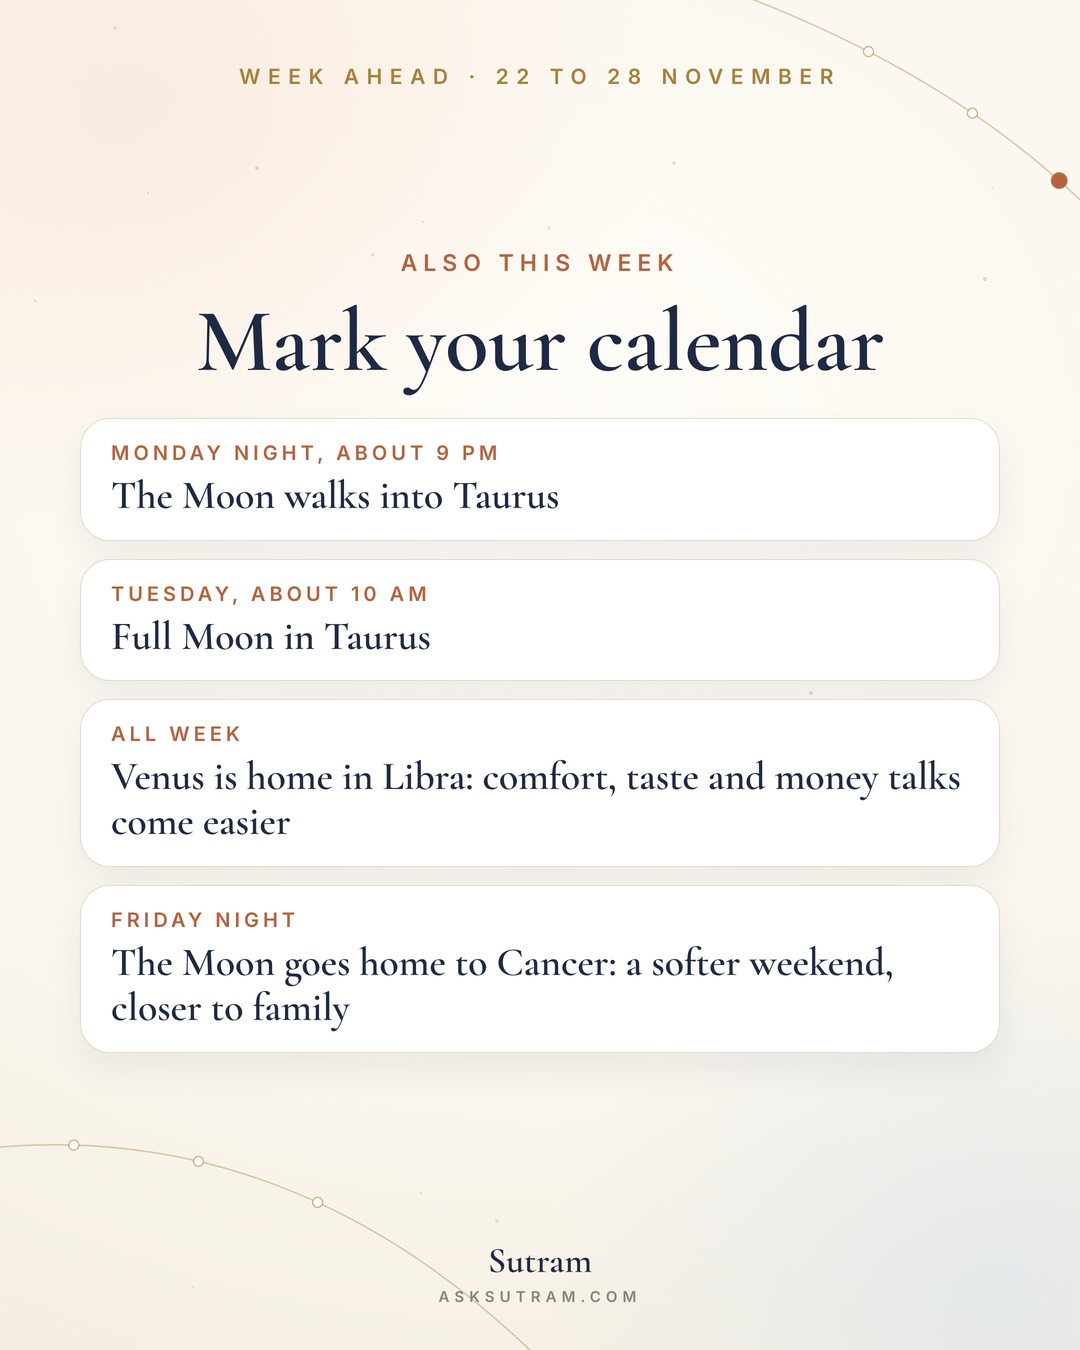 WEEK AHEAD · 22 TO 28 NOVEMBER
ALSO THIS WEEK
Mark your calendar
MONDAY NIGHT, ABOUT 9 PM
The Moon walks into Taurus
TUESDAY, ABOUT 10 AM
Full Moon in Taurus
ALL WEEK
Venus is home in Libra: comfort, taste and money talks
come easier
FRIDAY NIGHT
The Moon goes home to Cancer: a softer weekend,
closer to family
Sutram
ASKSUTRAM.COM